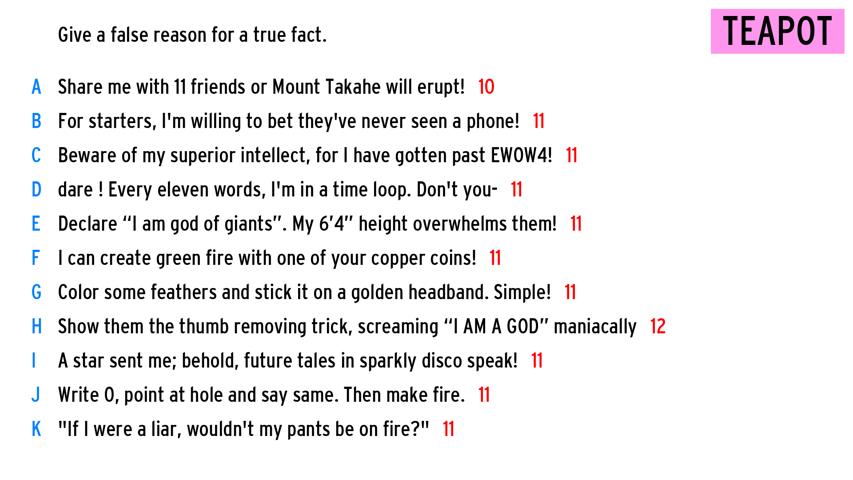 Give a false reason for a true fact.
TEAPOT
A Share me with 11 friends or Mount Takahe will erupt! 10
B For starters, I'm willing to bet they've never seen a phone! 11
C Beware of my superior intellect, for I have gotten past EWOW4! 11
D dare ! Every eleven words, I'm in a time loop. Don't you- 11
E Declare “I am god of giants”. My 6’4” height overwhelms them! 11
F I can create green fire with one of your copper coins! 11
G Color some feathers and stick it on a golden headband. Simple! 11
H Show them the thumb removing trick, screaming “I AM A GOD” maniacally 12
I A star sent me; behold, future tales in sparkly disco speak! 11
J Write O, point at hole and say same. Then make fire. 11
K "If I were a liar, wouldn't my pants be on fire?" 11